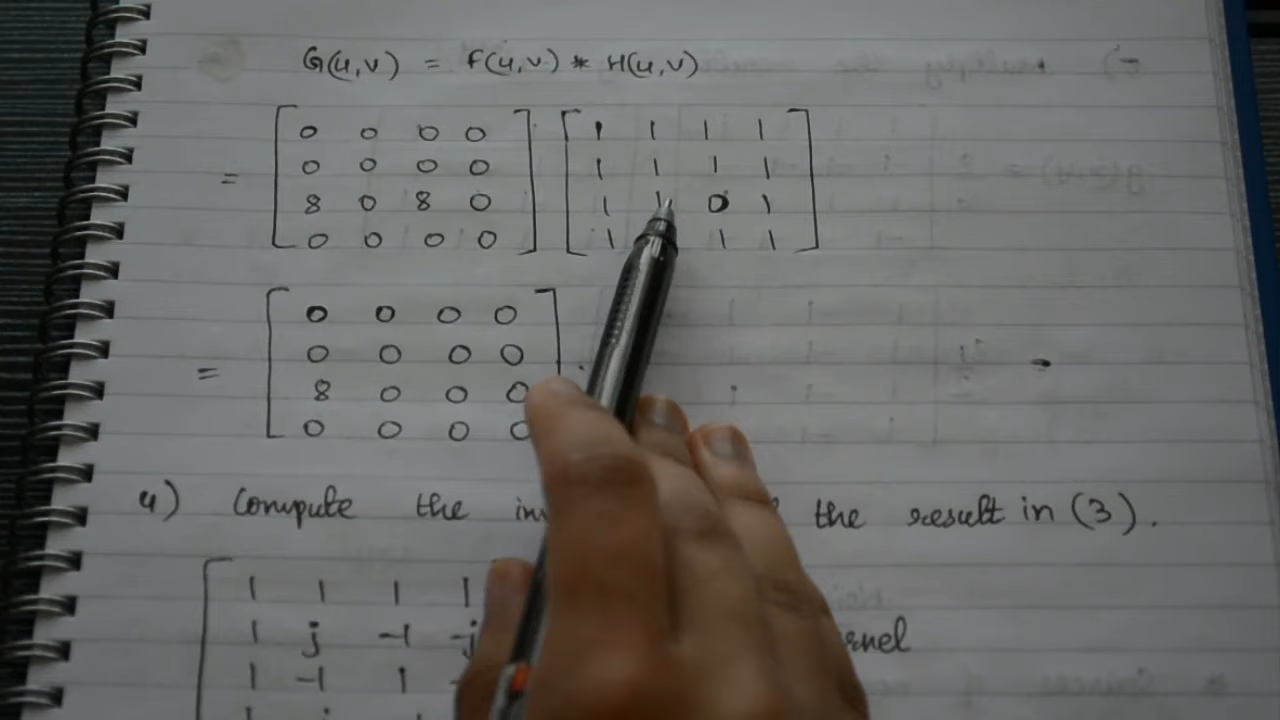 G(u,v) = F(u,v) * H(u,v)
= [ 0 0 0 0 ] [ 1 1 1 1 ]
0 0 0 0 1 1 1 1
8 0 8 0 1 1 0 1
0 0 0 0 1 1 1
= [ 0 0 0 0 ]
0 0 0 0
8 0 0 0
0 0 0 0
4) Compute the the result in (3).
1 1 1 1
1 j -1 -j
1 -1 1